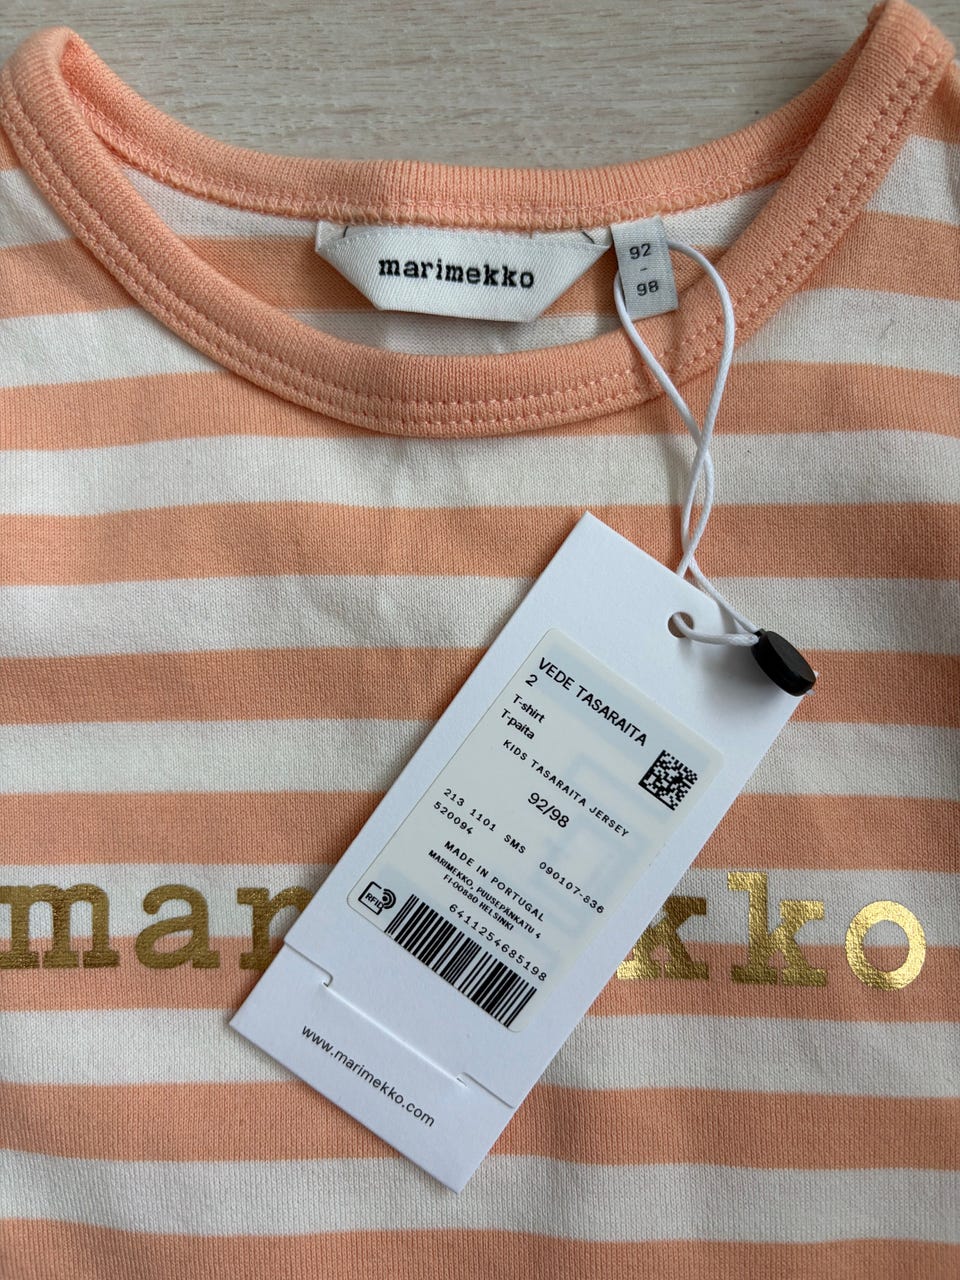 marimekko
92
-
98
VEDE TASARAITA
2
T-shirt
T-paita
KIDS TASARAITA JERSEY
92/98
213 1101 SMS 090107-836
520094
MADE IN PORTUGAL
MARIMEKKO, PUUSEPÄNKATU 4
FI-00880 HELSINKI
RFID
6411254685198
mar kko
www.marimekko.com